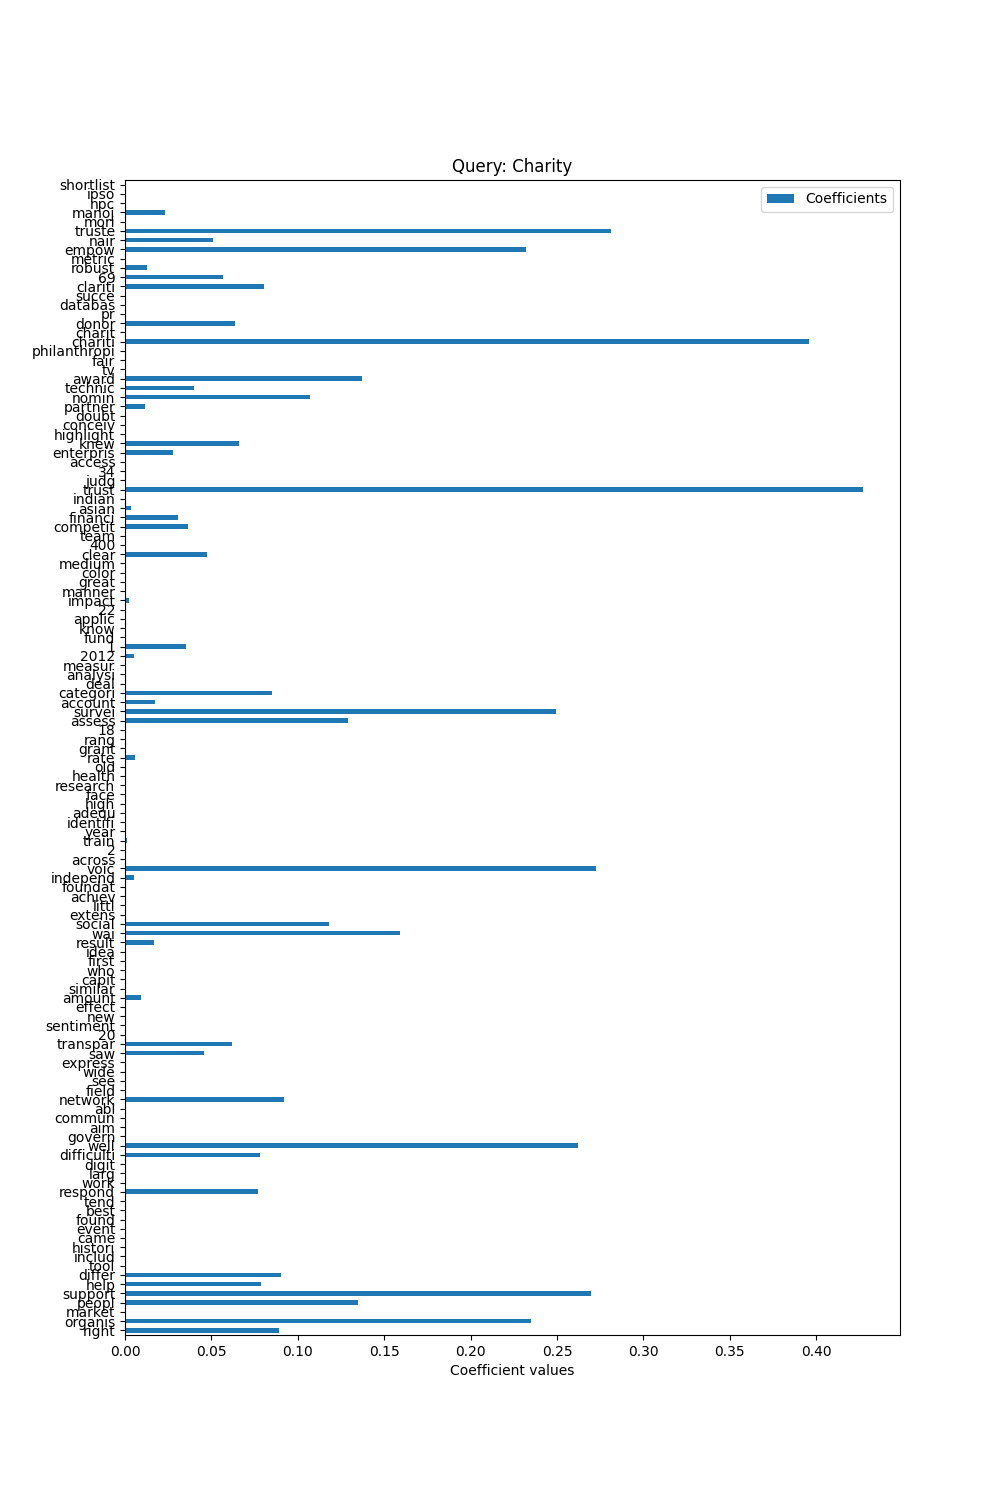 Query: Charity
Coefficients
shortlist
ipso
hpc
manoj
mori
truste
nair
empow
metric
robust
69
clariti
succe
databas
pr
donor
charit
chariti
philanthropi
fair
tv
award
technic
nomin
partner
doubt
conceiv
highlight
knew
enterpris
access
34
judg
trust
indian
asian
financi
competit
team
400
clear
medium
color
great
manner
impact
22
applic
know
fund
1
2012
measur
analysi
deal
categori
account
survei
assess
18
rang
grant
rate
old
health
research
face
high
adequ
identifi
year
train
2
across
voic
independ
foundat
achiev
littl
extens
social
wai
result
idea
first
who
capit
similar
amount
effect
new
sentiment
20
transpar
saw
express
wide
see
field
network
abl
commun
aim
govern
well
difficulti
digit
larg
work
respond
tend
best
found
event
came
histori
includ
tool
differ
help
support
peopl
market
organis
right
0.00 0.05 0.10 0.15 0.20 0.25 0.30 0.35 0.40
Coefficient values